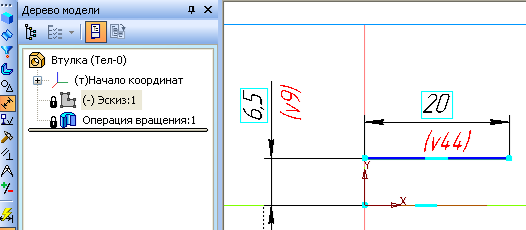 Дерево модели
Втулка (Тел-0)
(т)Начало координат
(-) Эскиз:1
Операция вращения:1
6,5
(v9)
20
(v44)
Y
X